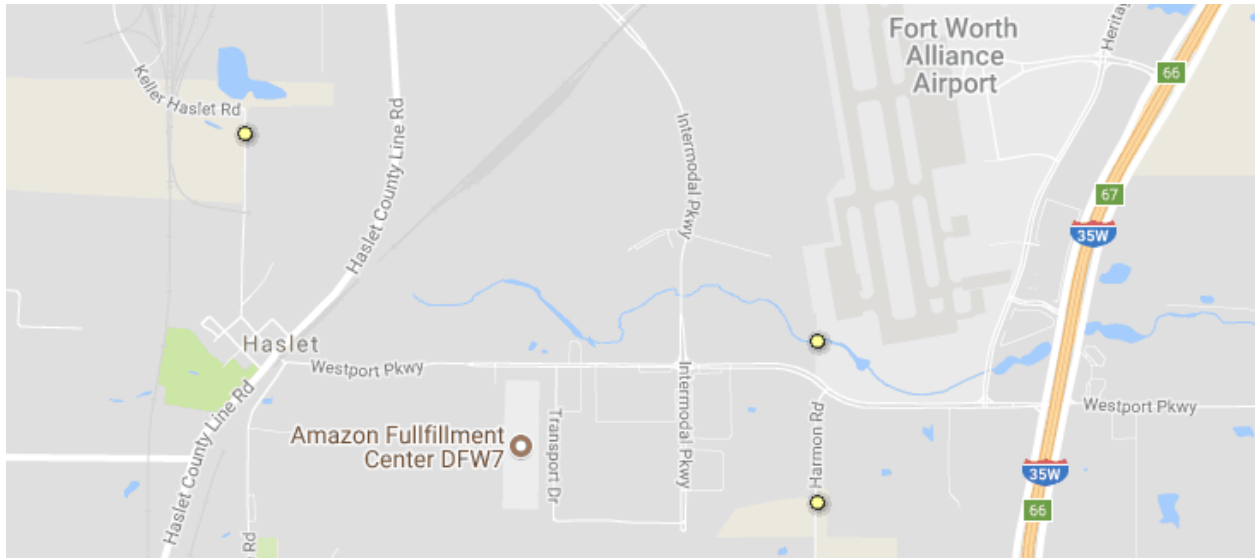 Fort Worth
Alliance
Airport
Heritag
66
Keller Haslet Rd
Haslet County Line Rd
Intermodal Pkwy
67
35W
Haslet
Westport Pkwy
Intermodal Pkwy
Westport Pkwy
Haslet County Line Rd
Amazon Fullfillment
Center DFW7
Transport Dr
Harmon Rd
35W
66
Rd